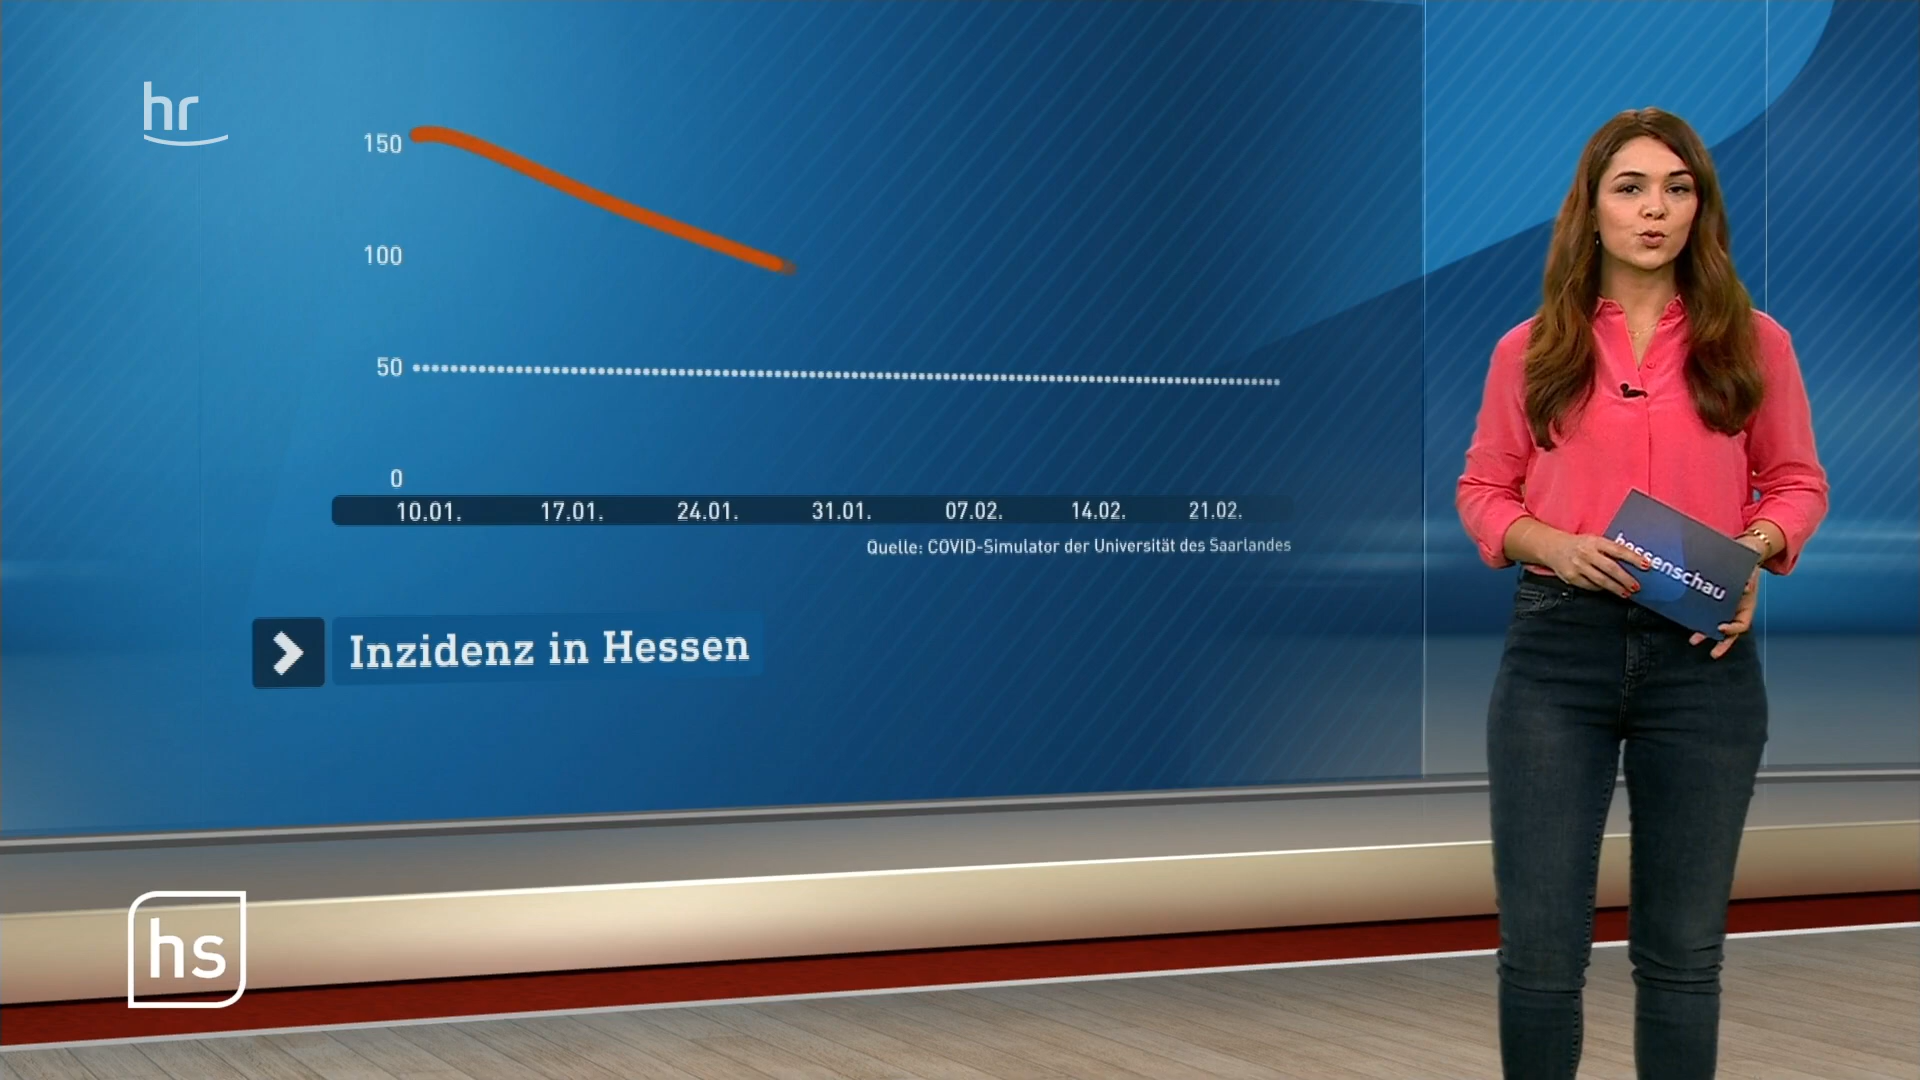 hr
150
100
50
0
10.01. 17.01. 24.01. 31.01. 07.02. 14.02. 21.02.
Quelle: COVID-Simulator der Universität des Saarlandes
Inzidenz in Hessen
hessenschau
hs